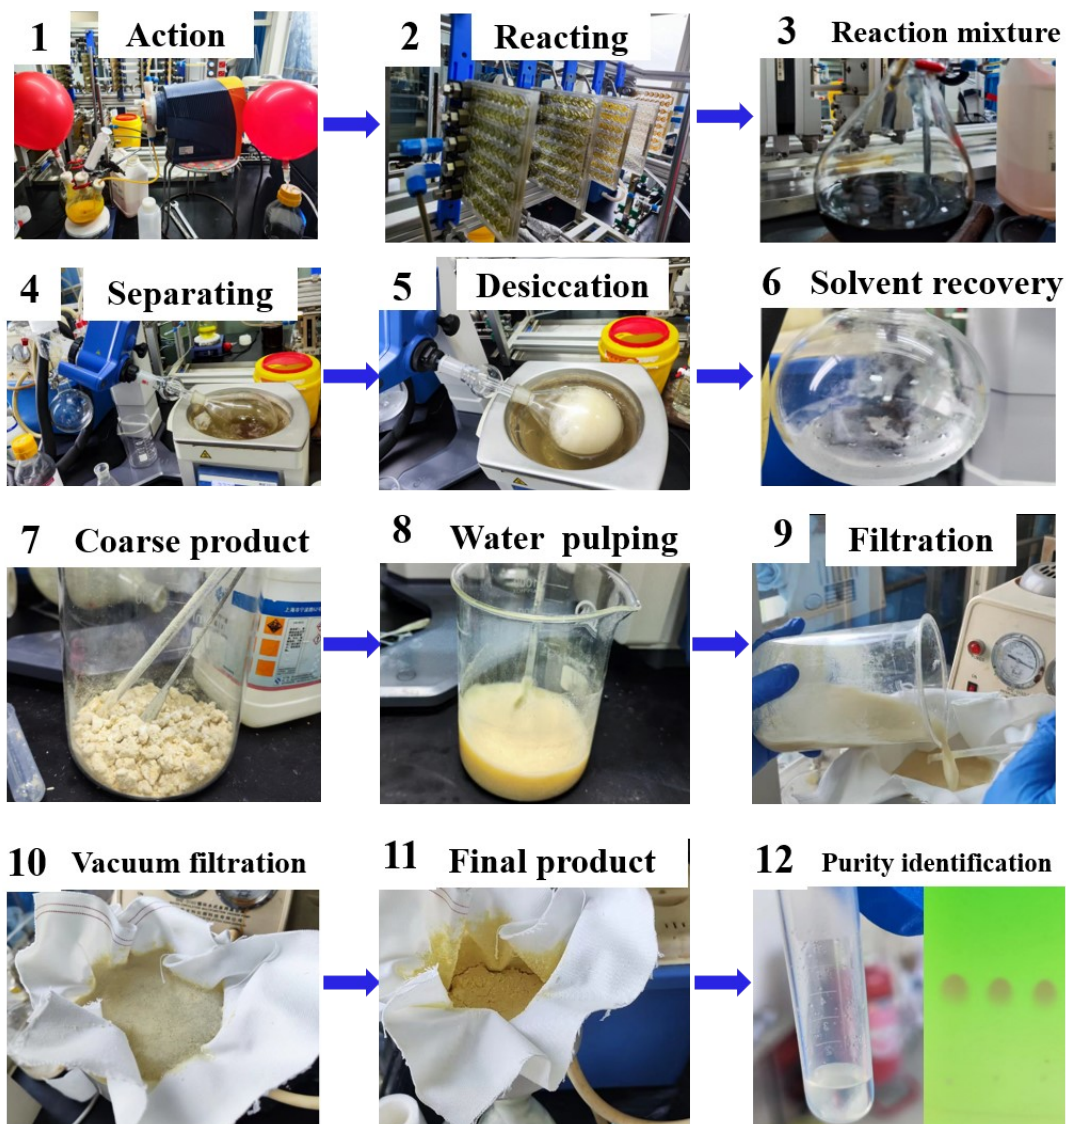 1 Action
2 Reacting
3 Reaction mixture
4 Separating
5 Desiccation
6 Solvent recovery
7 Coarse product
8 Water pulping
9 Filtration
10 Vacuum filtration
11 Final product
12 Purity identification